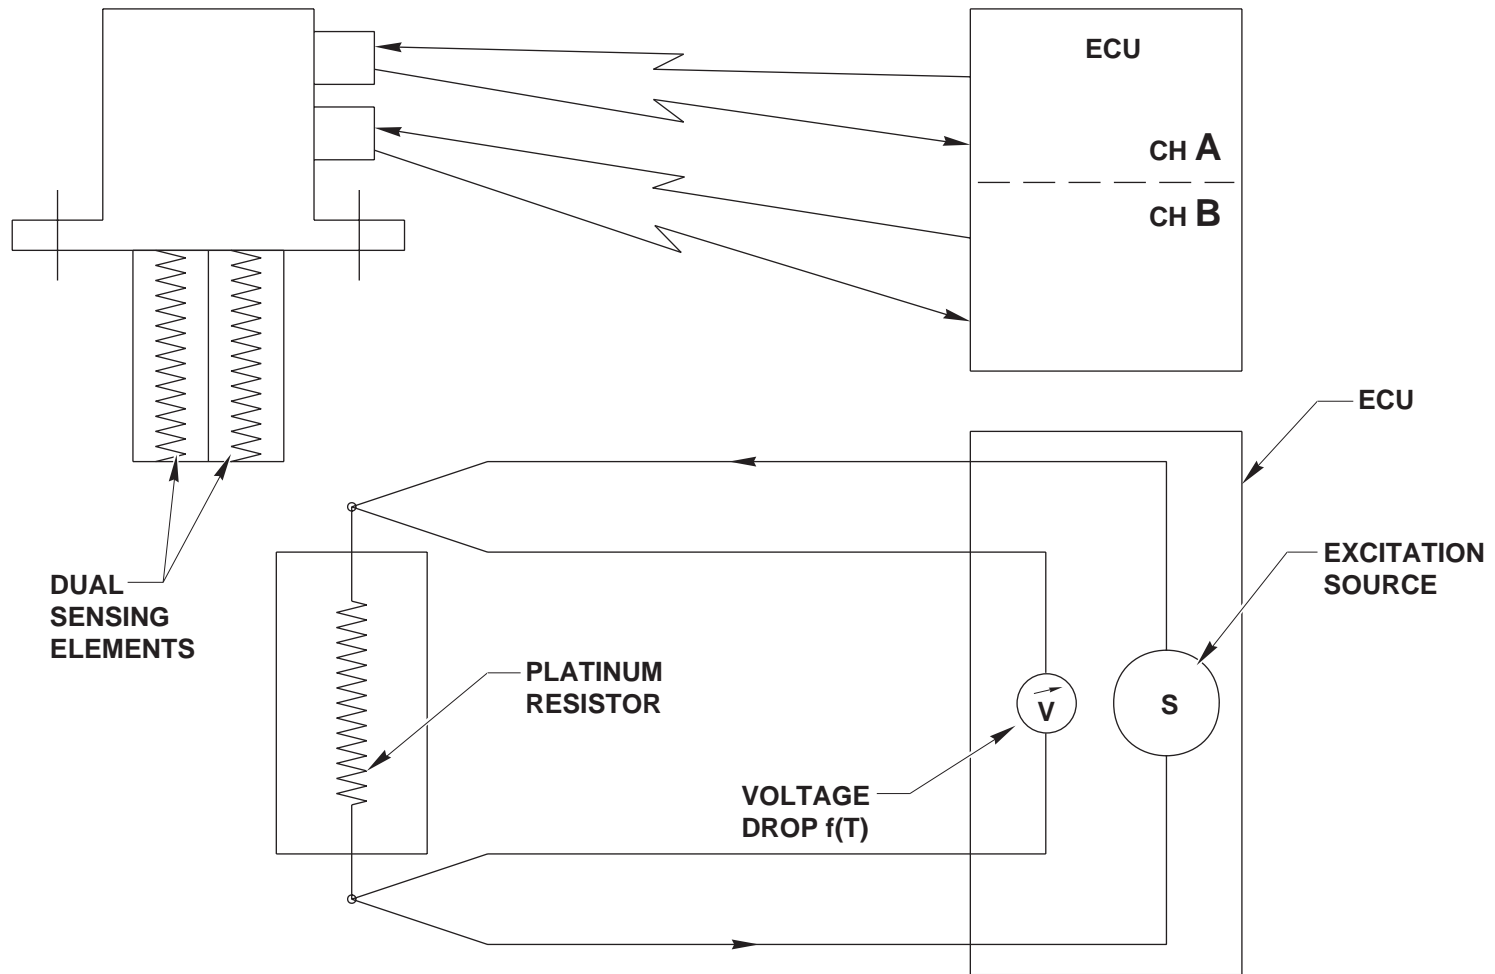 ECU
CH A
CH B
ECU
EXCITATION
SOURCE
DUAL
SENSING
ELEMENTS
PLATINUM
RESISTOR
V
S
VOLTAGE
DROP f(T)